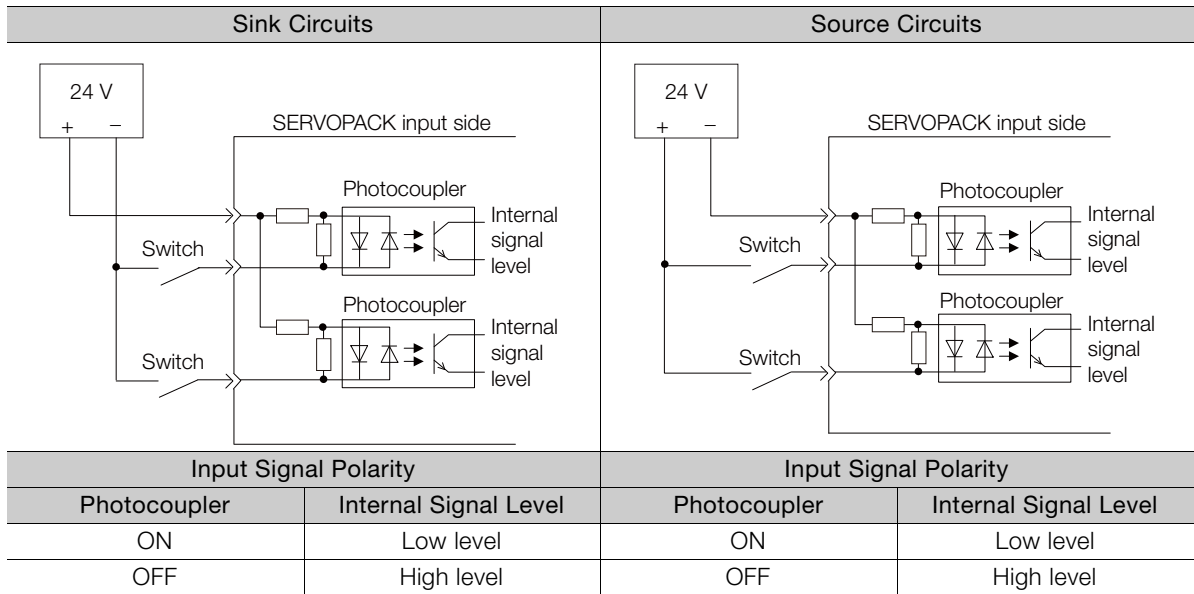 Sink Circuits
Source Circuits
24 V
+ −
SERVOPACK input side
Photocoupler
Internal
signal
level
Switch
Photocoupler
Internal
signal
level
Switch
24 V
+ −
SERVOPACK input side
Photocoupler
Internal
signal
level
Switch
Photocoupler
Internal
signal
level
Switch
Input Signal Polarity
Input Signal Polarity
Photocoupler
Internal Signal Level
Photocoupler
Internal Signal Level
ON
Low level
ON
Low level
OFF
High level
OFF
High level